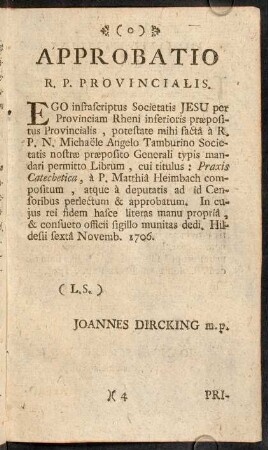 (o)
APPROBATIO
R. P. PROVINCIALIS.
EGO infrascriptus Societatis JESU per
Provinciam Rheni inferioris præposi-
tus Provincialis, potestate mihi factâ à R.
P. N. Michaële Angelo Tamburino Socie-
tatis nostræ præposito Generali typis man-
dari permitto Librum, cui titulus: Praxis
Catechetica, à P. Matthiâ Heimbach com-
positum, atque à deputatis ad id Cen-
soribus perlectum & approbatum. In cu-
jus rei fidem hasce literas manu propriâ,
& consueto officii sigillo munitas dedi. Hil-
desii sextâ Novemb. 1706.
(L.S.)
JOANNES DIRCKING m.p.
)( 4 PRI-